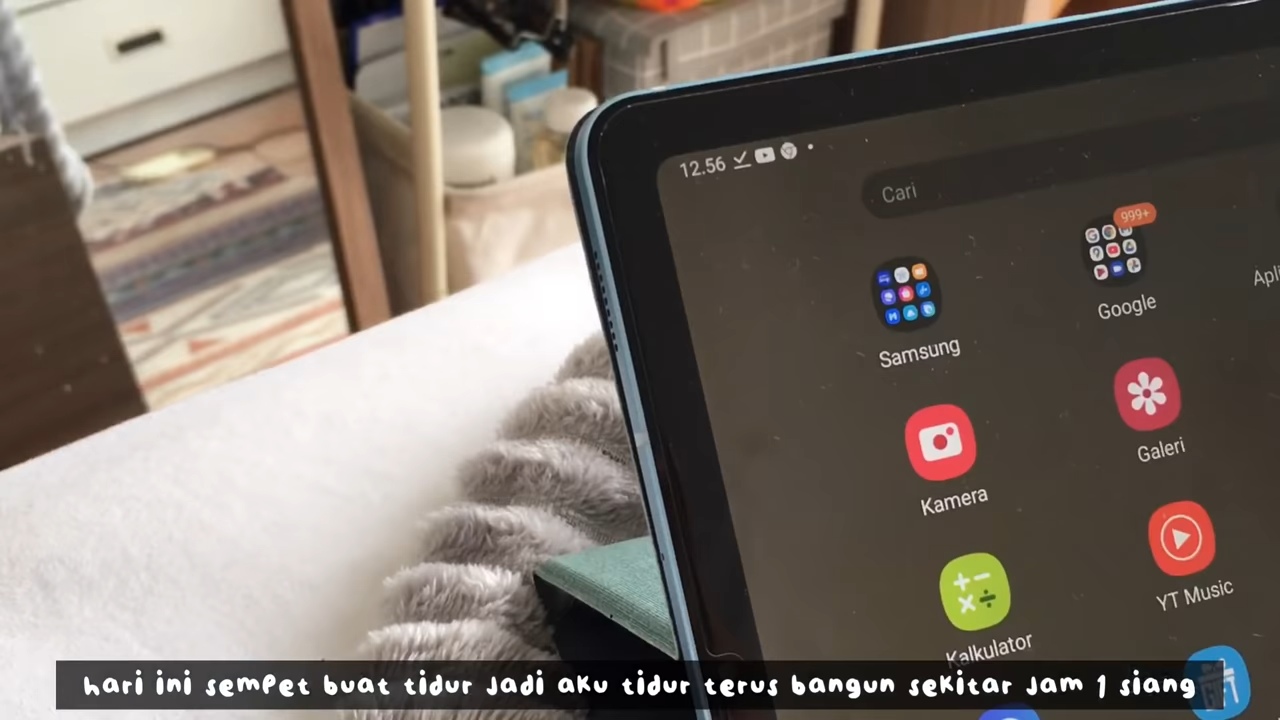 12.56
Cari
999+
Samsung
Google
Apli
Kamera
Galeri
Kalkulator
YT Music
hari ini sempet buat tidur jadi aku tidur terus bangun sekitar jam 1 siang